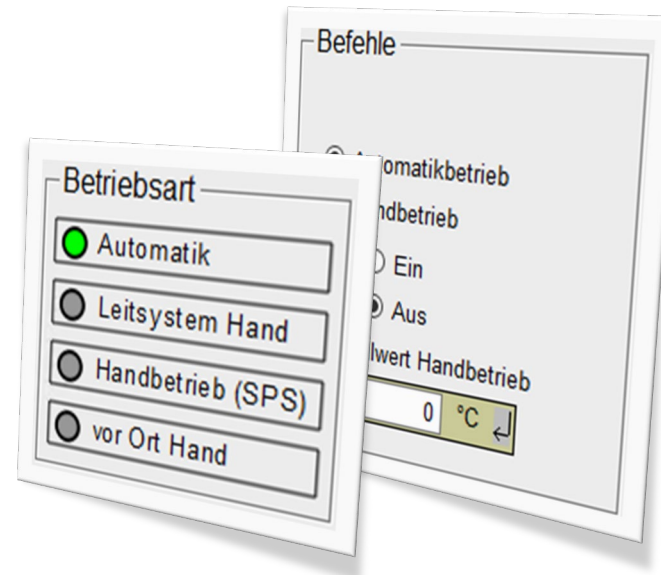 Betriebsart
Automatik
Leitsystem Hand
Handbetrieb (SPS)
vor Ort Hand
Befehle
omatikbetrieb
ndbetrieb
Ein
Aus
lwert Handbetrieb
0 °C